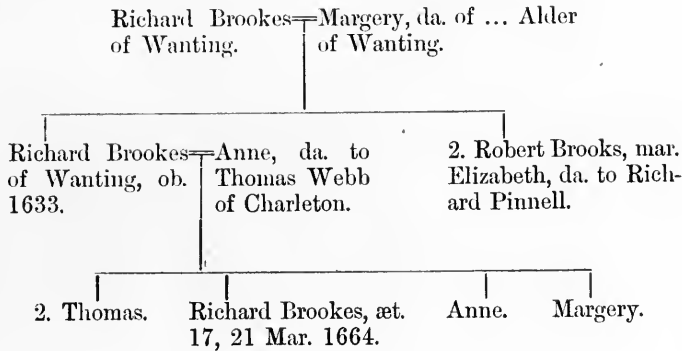 Richard Brookes=Margery, da. of ... Alder
of Wanting. of Wanting.
Richard Brookes=Anne, da. to
of Wanting, ob. Thomas Webb
1633. of Charleton.
2. Robert Brooks, mar.
Elizabeth, da. to Rich-
ard Pinnell.
2. Thomas.
Richard Brookes, æt.
17, 21 Mar. 1664.
Anne.
Margery.